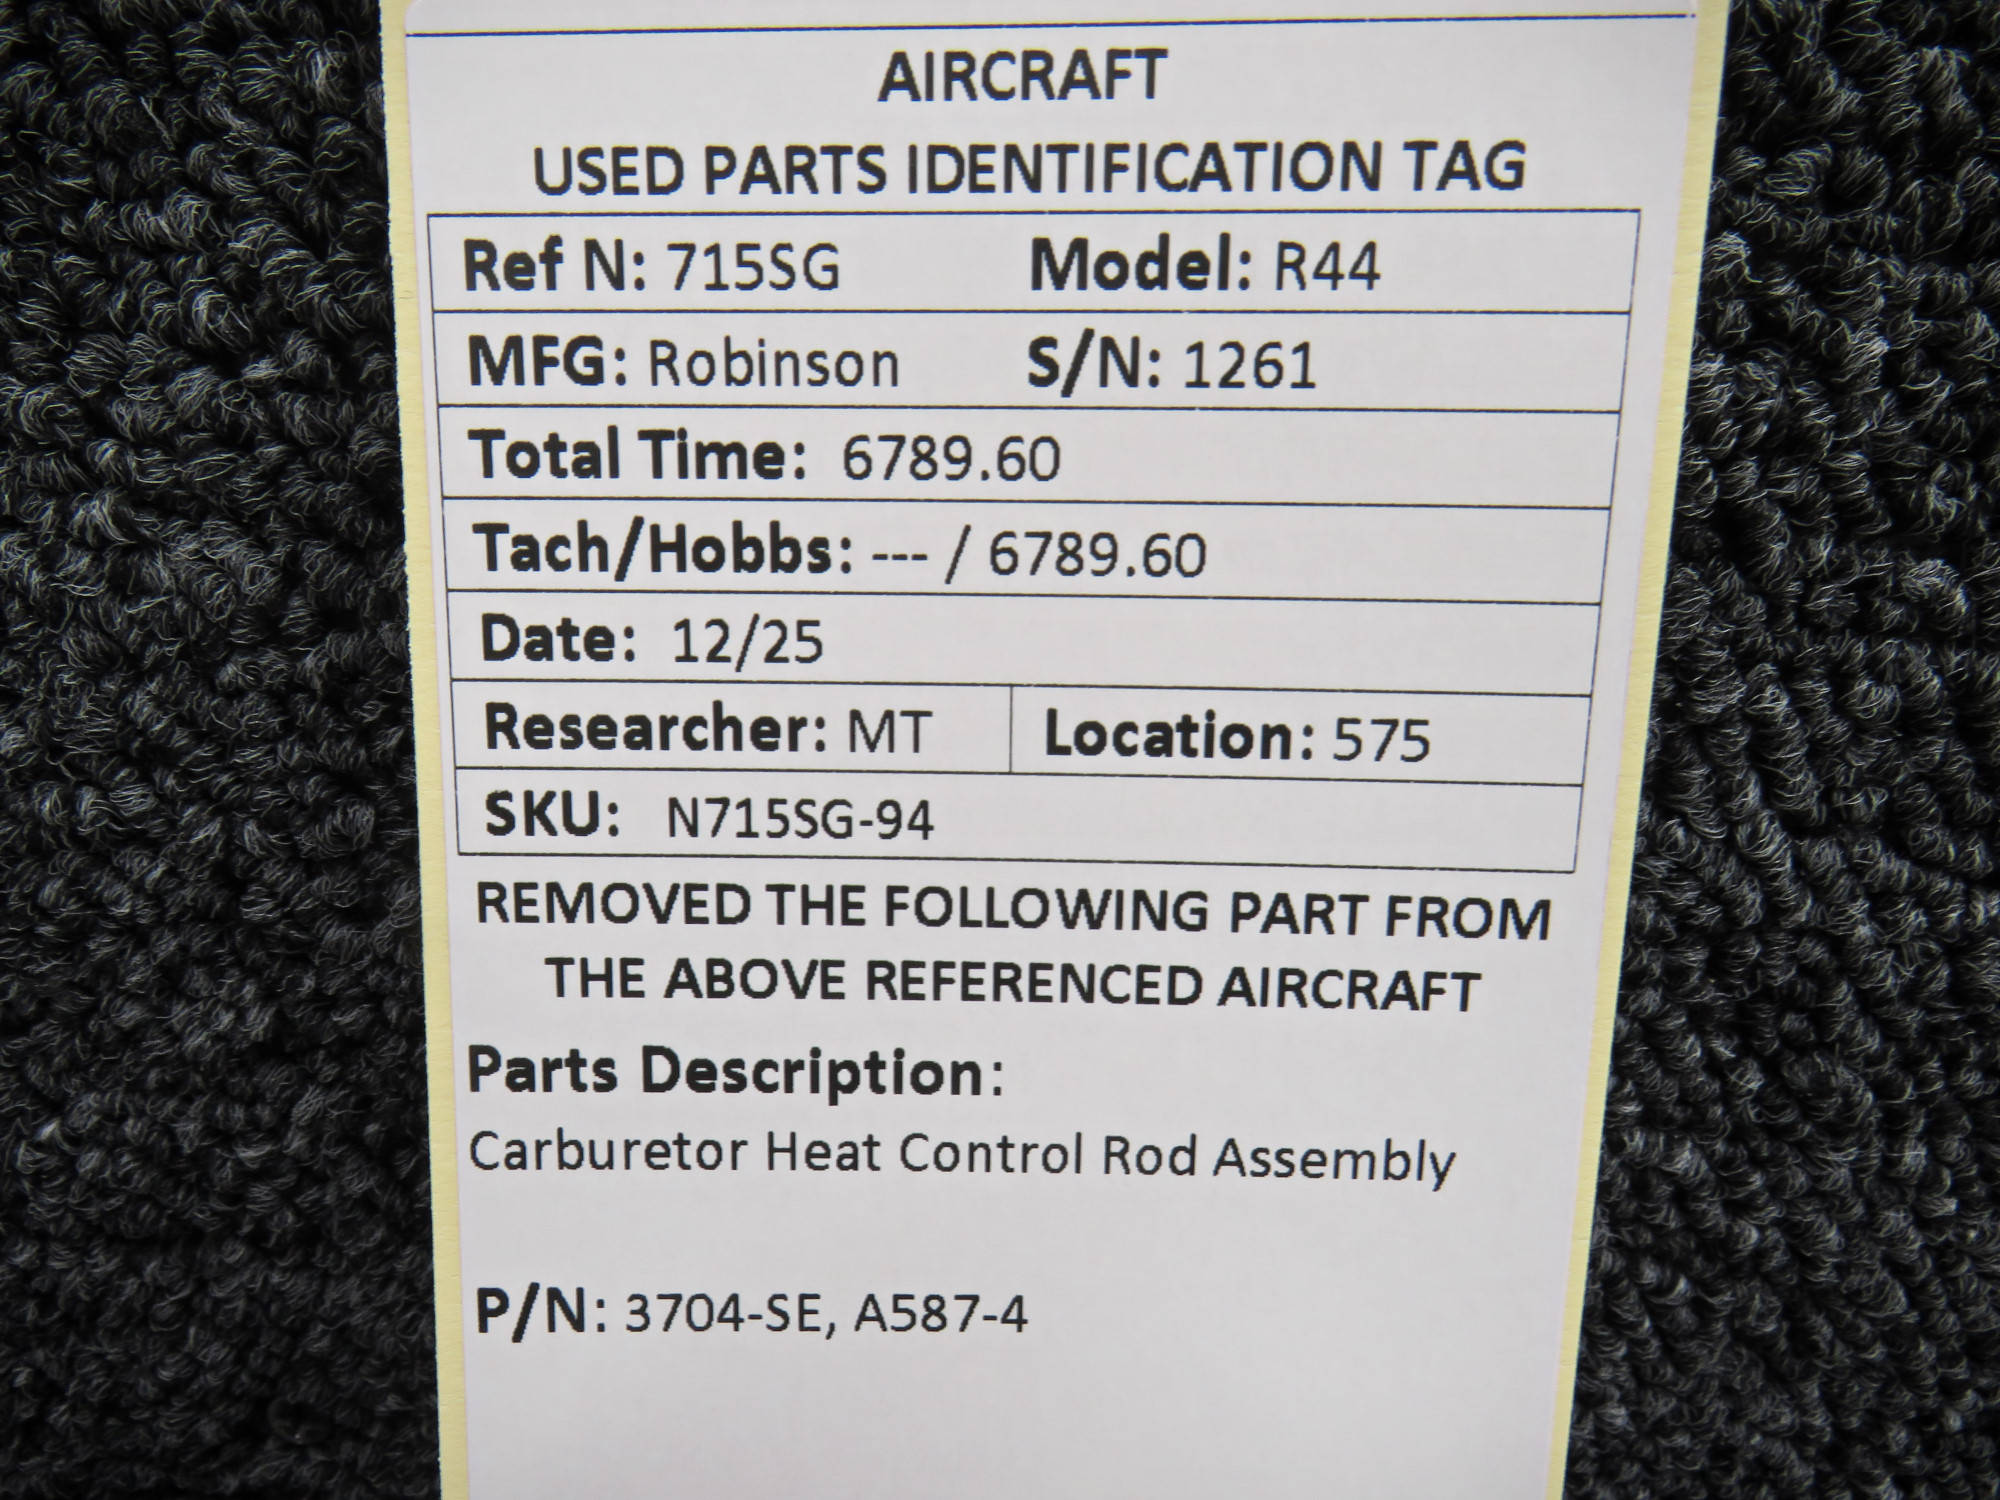 AIRCRAFT
USED PARTS IDENTIFICATION TAG
Ref N: 715SG Model: R44
MFG: Robinson S/N: 1261
Total Time: 6789.60
Tach/Hobbs: --- / 6789.60
Date: 12/25
Researcher: MT Location: 575
SKU: N715SG-94
REMOVED THE FOLLOWING PART FROM
THE ABOVE REFERENCED AIRCRAFT
Parts Description:
Carburetor Heat Control Rod Assembly
P/N: 3704-SE, A587-4